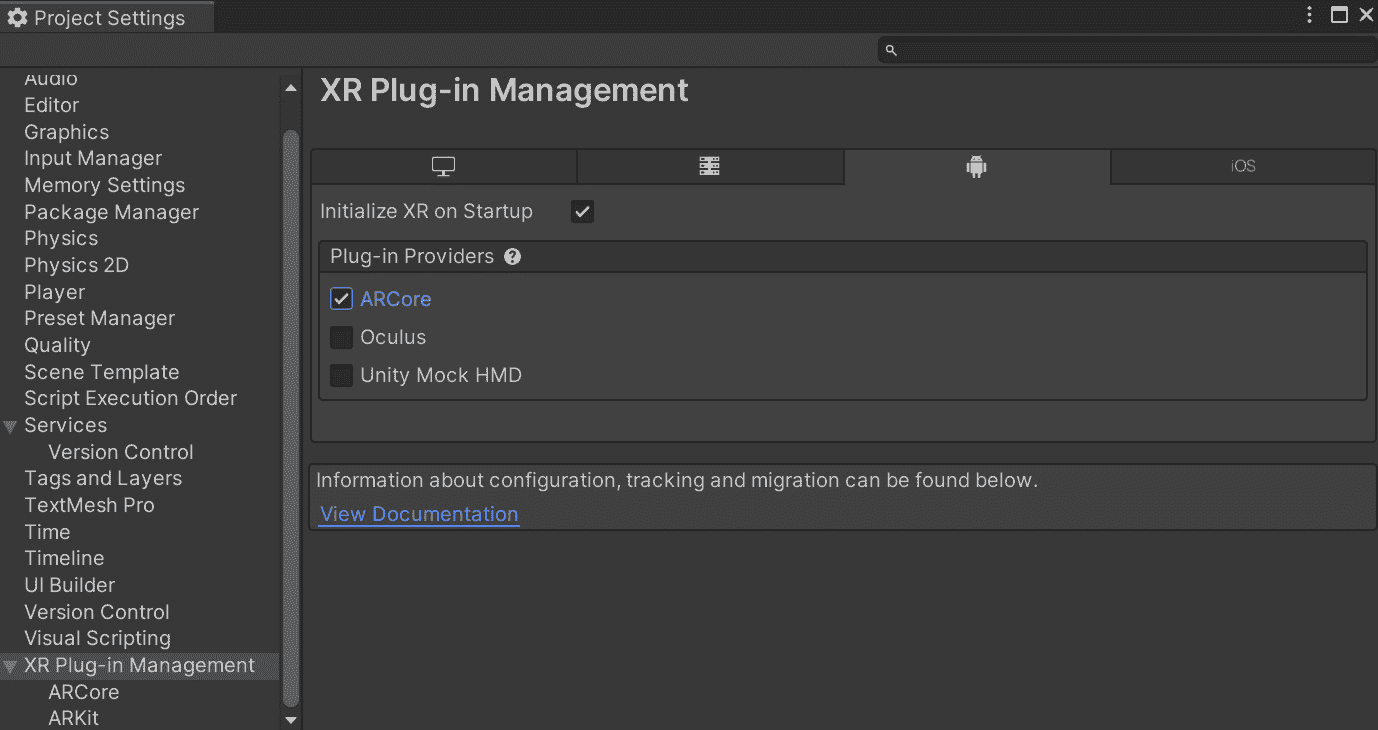 Project Settings
Audio
Editor
Graphics
Input Manager
Memory Settings
Package Manager
Physics
Physics 2D
Player
Preset Manager
Quality
Scene Template
Script Execution Order
Services
Version Control
Tags and Layers
TextMesh Pro
Time
Timeline
UI Builder
Version Control
Visual Scripting
XR Plug-in Management
ARCore
ARKit
XR Plug-in Management
iOS
Initialize XR on Startup
Plug-in Providers
ARCore
Oculus
Unity Mock HMD
Information about configuration, tracking and migration can be found below.
View Documentation